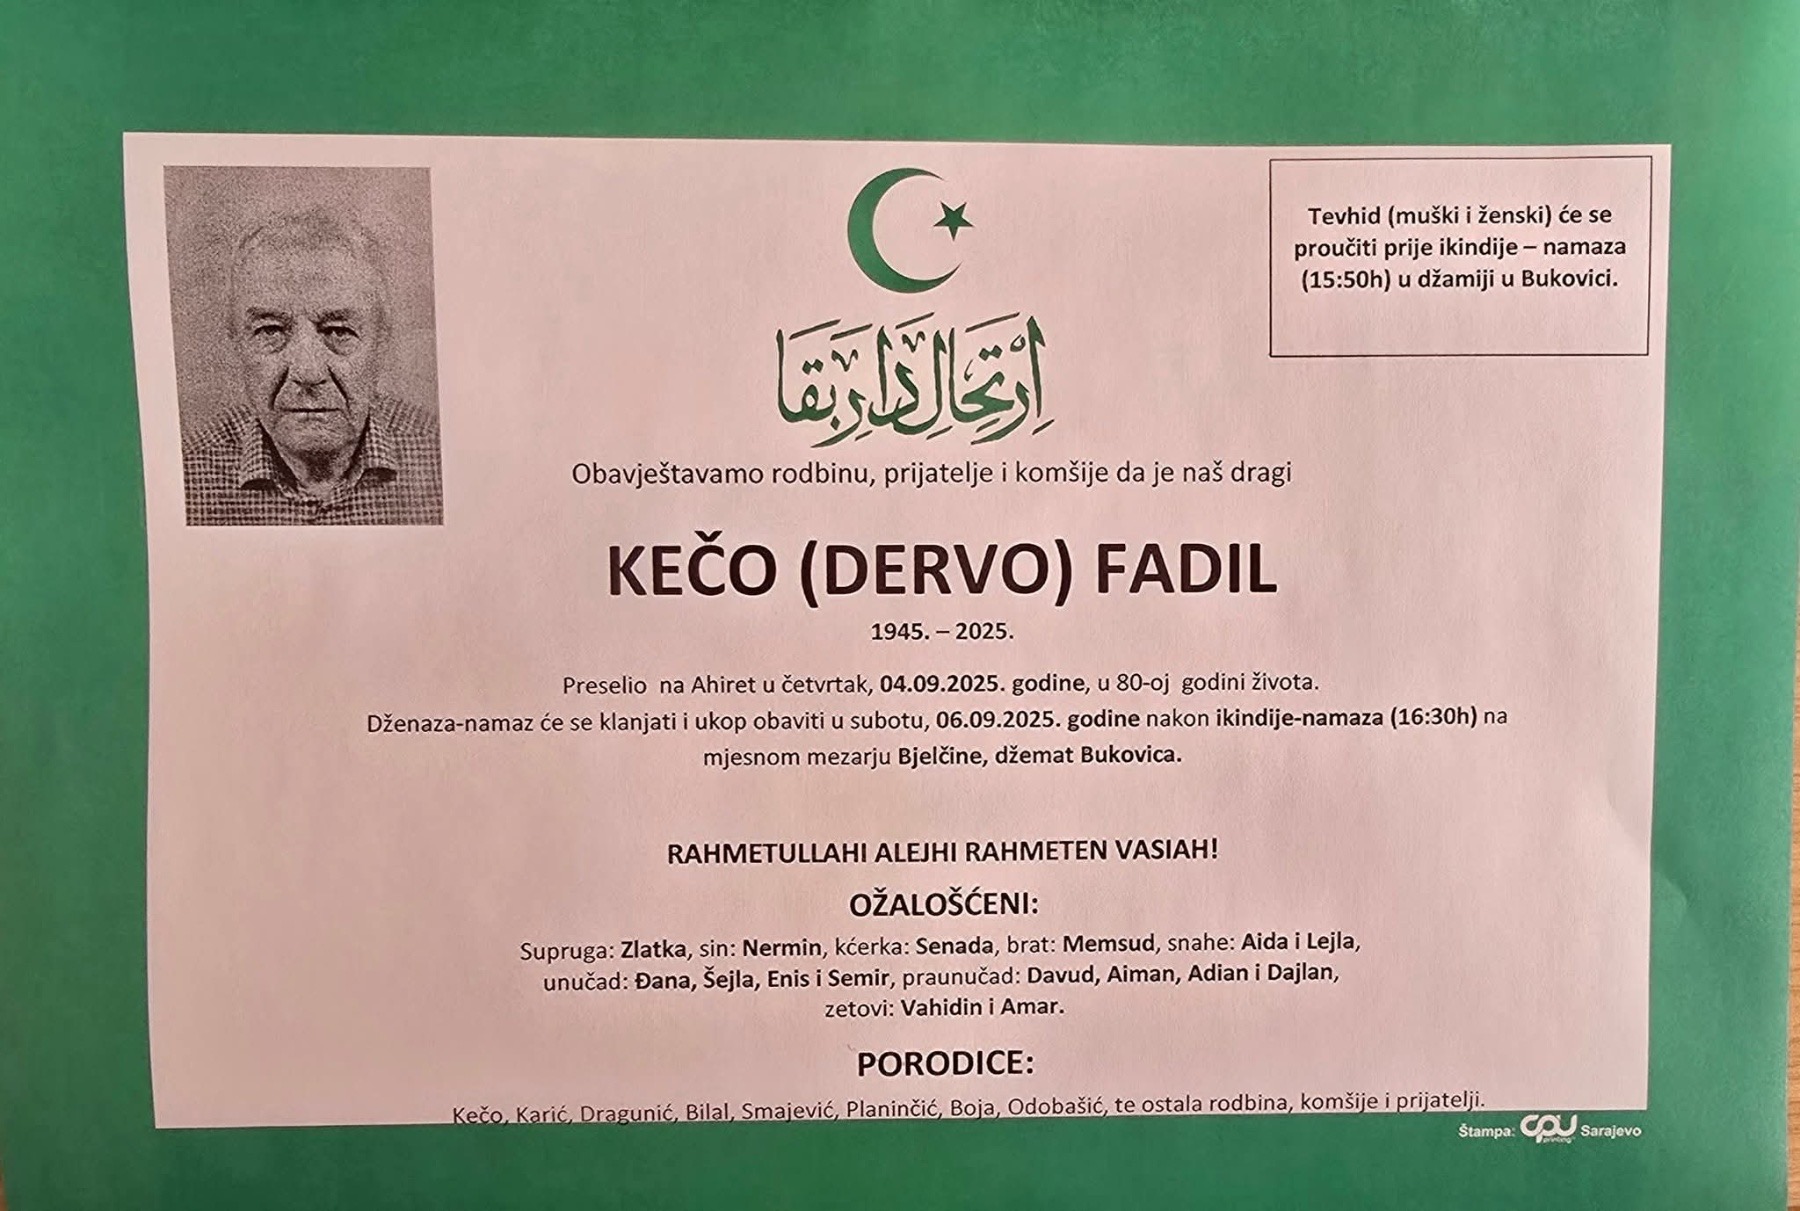 Tevhid (muški i ženski) će se
proučiti prije ikindije – namaza
(15:50h) u džamiji u Bukovici.
اِرْتِحَالِ دَارِ بَقَا
Obavještavamo rodbinu, prijatelje i komšije da je naš dragi
KEČO (DERVO) FADIL
1945. – 2025.
Preselio na Ahiret u četvrtak, 04.09.2025. godine, u 80-oj godini života.
Dženaza-namaz će se klanjati i ukop obaviti u subotu, 06.09.2025. godine nakon ikindije-namaza (16:30h) na
mjesnom mezarju Bjelčine, džemat Bukovica.
RAHMETULLAHI ALEJHI RAHMETEN VASIAH!
OŽALOŠĆENI:
Supruga: Zlatka, sin: Nermin, kćerka: Senada, brat: Memsud, snahe: Aida i Lejla,
unučad: Đana, Šejla, Enis i Semir, praunučad: Davud, Aiman, Adian i Dajlan,
zetovi: Vahidin i Amar.
PORODICE:
Kečo, Karić, Dragunić, Bilal, Smajević, Planinčić, Boja, Odobašić, te ostala rodbina, komšije i prijatelji.
Štampa: CPU printing Sarajevo